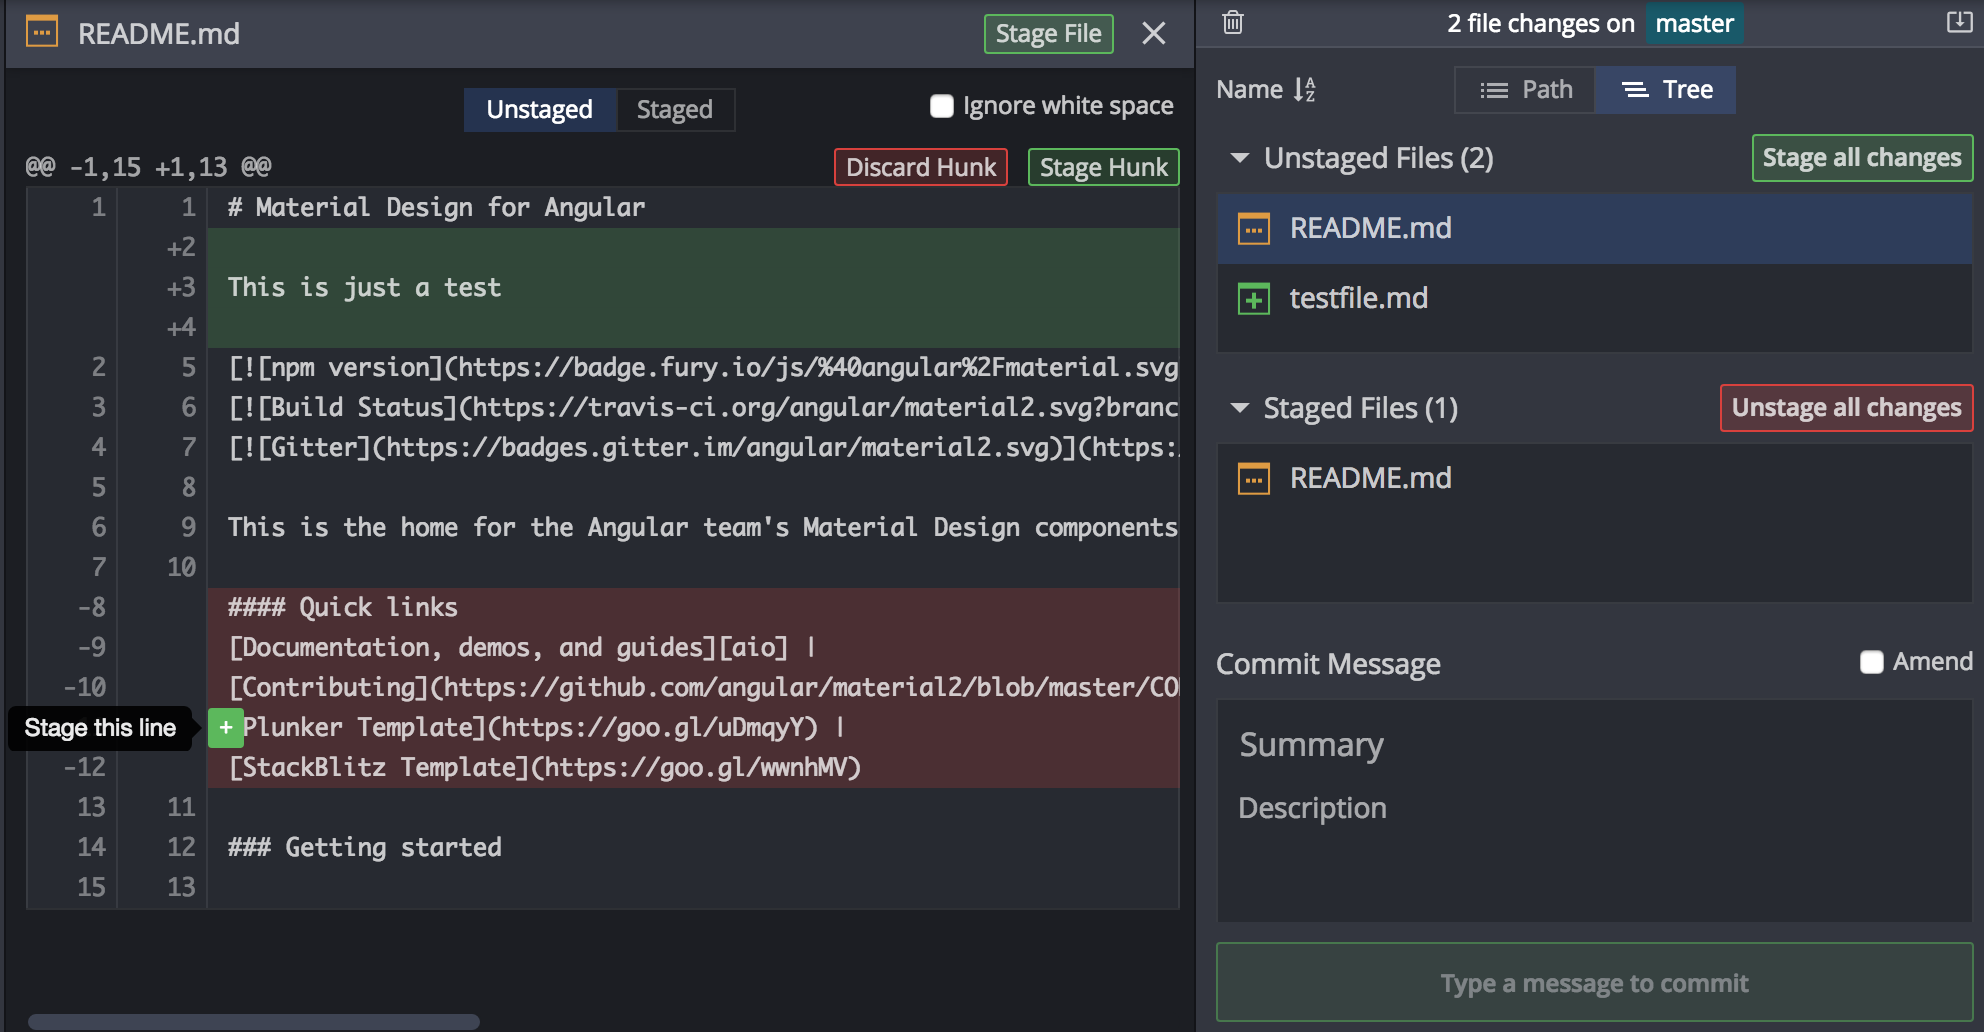 README.md
Stage File
Unstaged
Staged
Ignore white space
@@ -1,15 +1,13 @@
Discard Hunk
Stage Hunk
1 1 # Material Design for Angular
+2
+3 This is just a test
+4
2 5 [![npm version](https://badge.fury.io/js/%40angular%2Fmaterial.svg
3 6 [![Build Status](https://travis-ci.org/angular/material2.svg?branc
4 7 [![Gitter](https://badges.gitter.im/angular/material2.svg)](https:
5 8
6 9 This is the home for the Angular team's Material Design components
7 10
-8 #### Quick links
-9 [Documentation, demos, and guides][aio] |
-10 [Contributing](https://github.com/angular/material2/blob/master/CO
Stage this line + Plunker Template](https://goo.gl/uDmqyY) |
-12 [StackBlitz Template](https://goo.gl/wwnhMV)
13 11
14 12 ### Getting started
15 13
2 file changes on master
Name
A
Z
Path
Tree
Unstaged Files (2)
Stage all changes
README.md
testfile.md
Staged Files (1)
Unstage all changes
README.md
Commit Message
Amend
Summary
Description
Type a message to commit